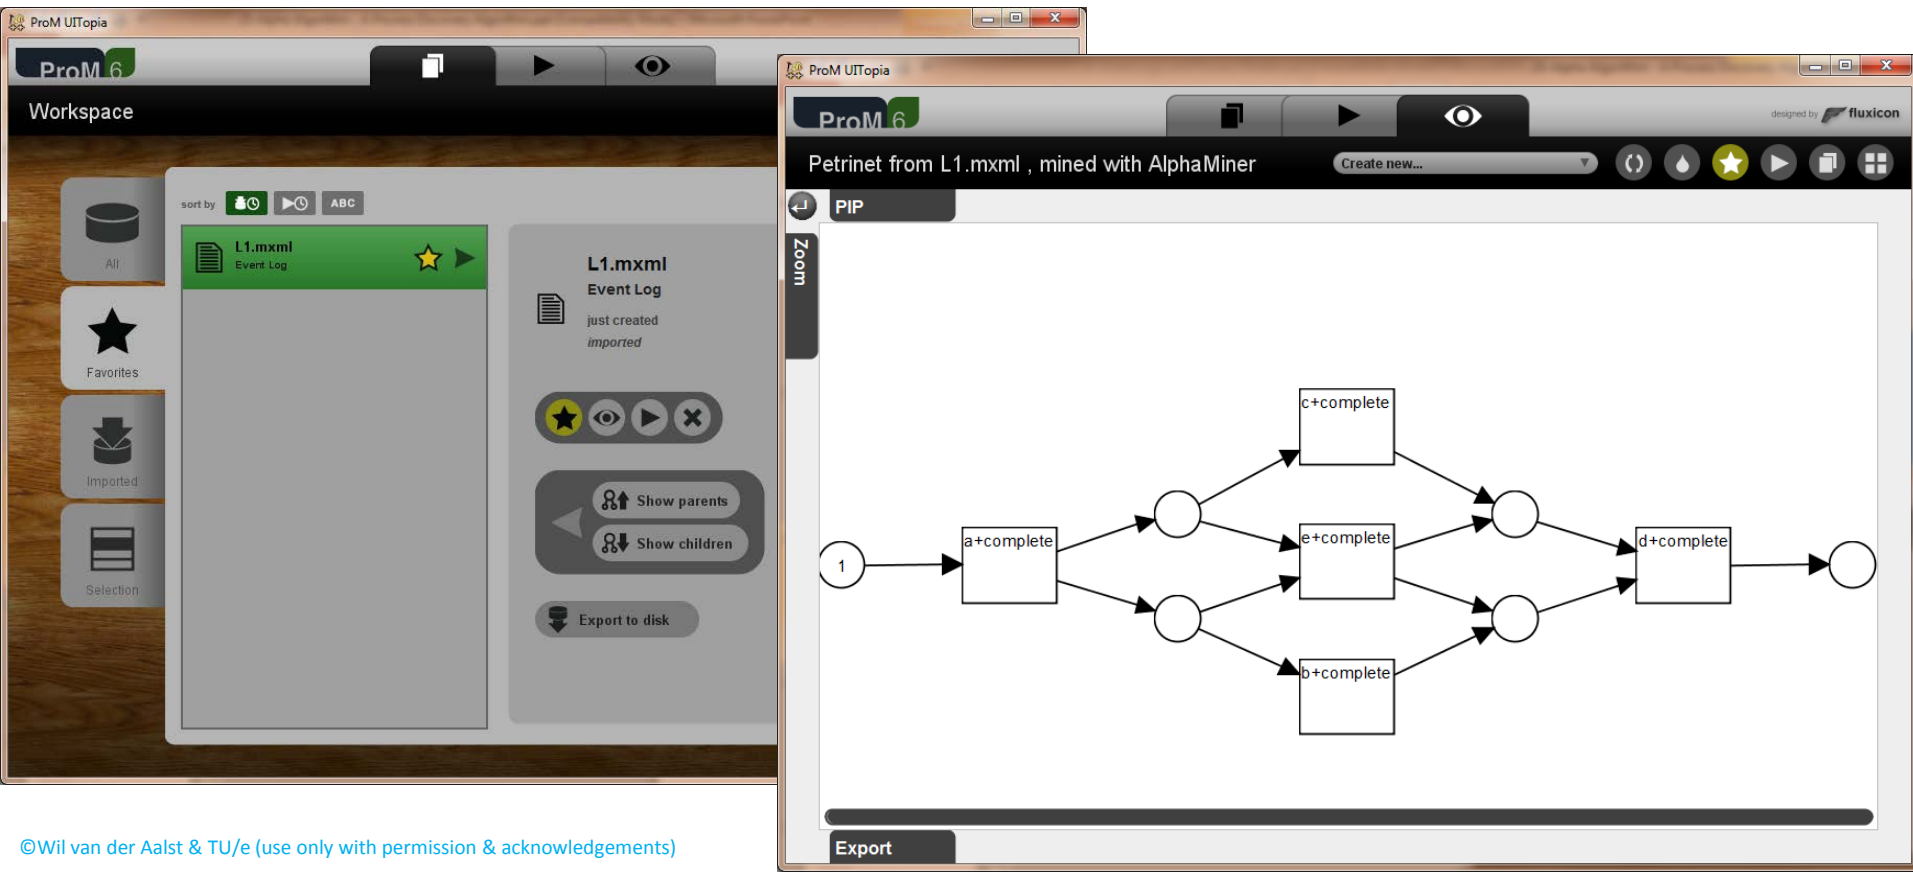 ProM UITopia
ProM 6
Workspace
All
Favorites
Imported
Selection
sort by
ABC
L1.mxml
Event Log
L1.mxml
Event Log
just created
imported
Show parents
Show children
Export to disk
ProM UITopia
ProM 6
designed by fluxicon
Petrinet from L1.mxml , mined with AlphaMiner
Create new...
PIP
Zoom
c+complete
a+complete
e+complete
d+complete
1
b+complete
Export
©Wil van der Aalst & TU/e (use only with permission & acknowledgements)